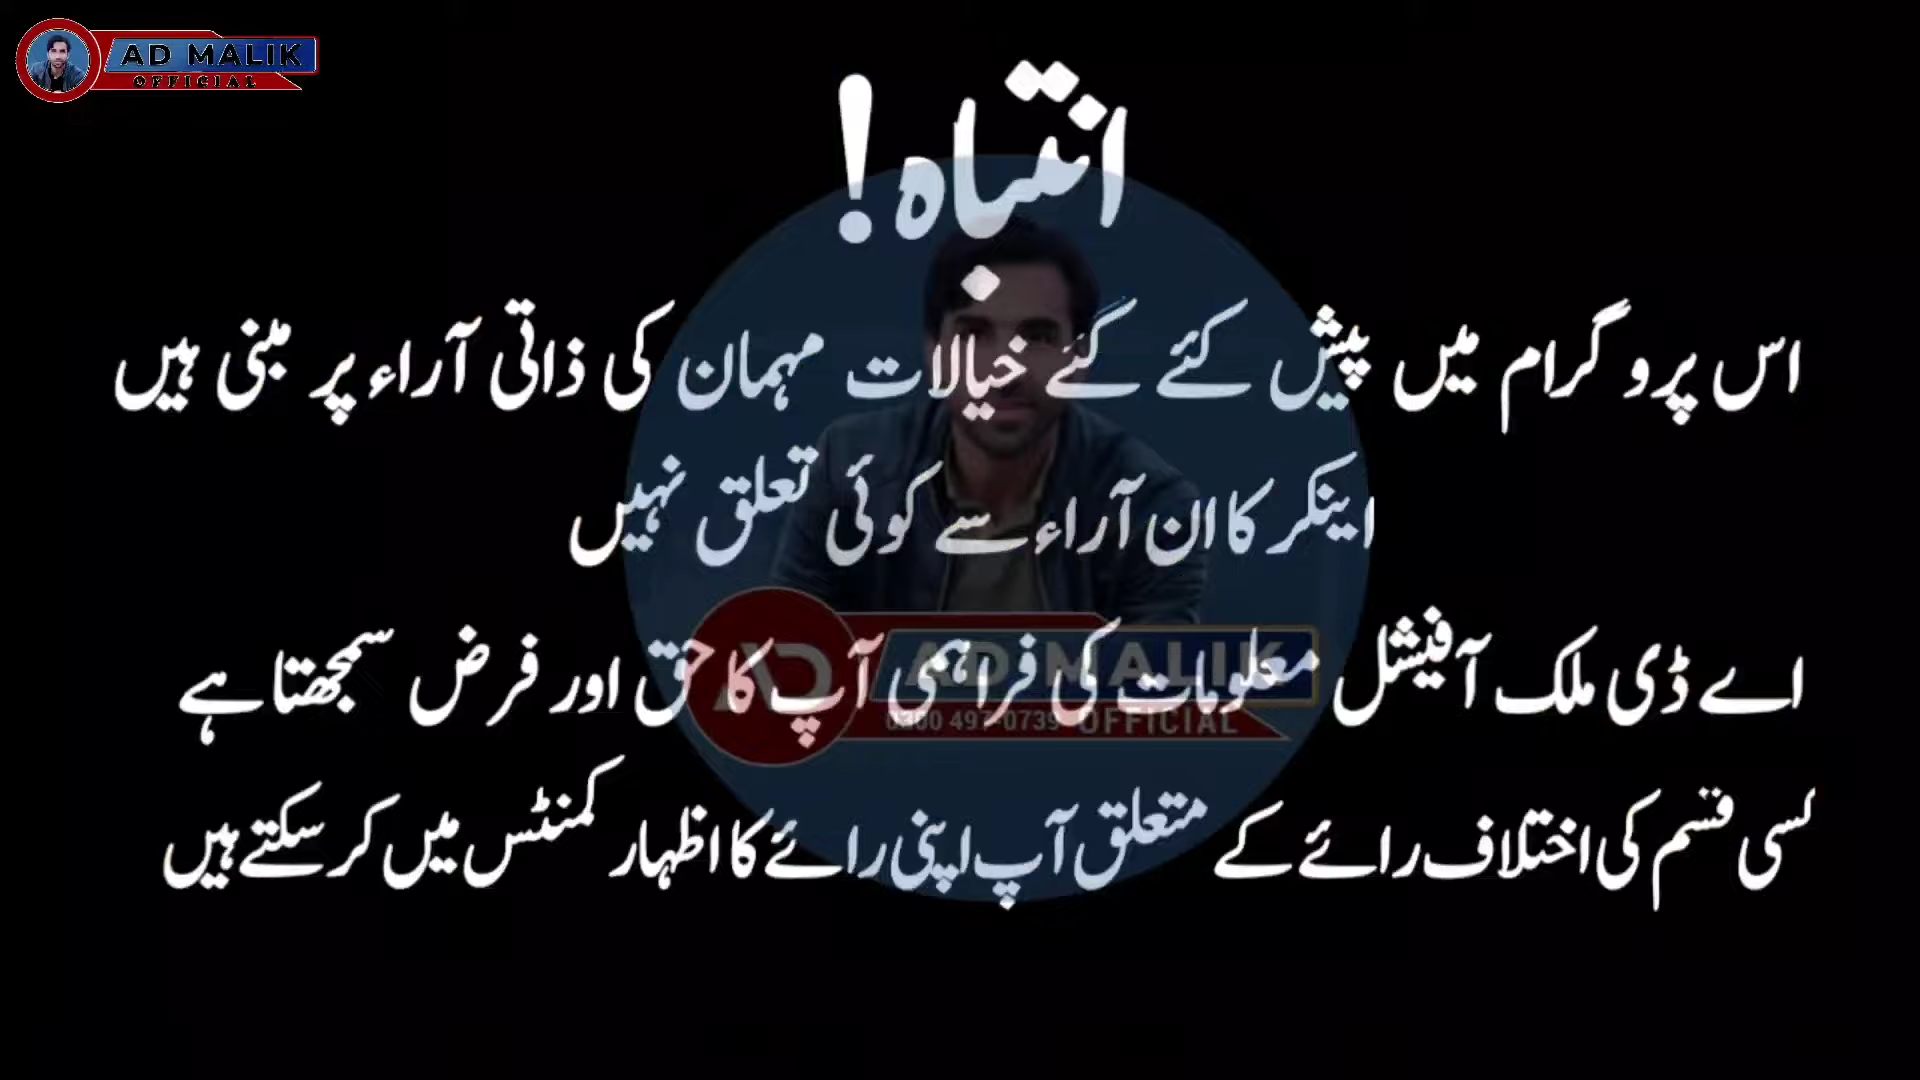 AD MALIK
OFFICIAL
انتباہ!
اس پروگرام میں پیش کئے گئے خیالات مہمان کی ذاتی آراء پر مبنی ہیں
اینکر کا ان آراء سے کوئی تعلق نہیں
اے ڈی ملک آفیشل معلومات کی فراہمی آپ کا حق اور فرض سمجھتا ہے
AD MALIK
0300 497 0739 OFFICIAL
کسی قسم کی اختلاف رائے کے متعلق آپ اپنی رائے کا اظہار کمنٹس میں کر سکتے ہیں